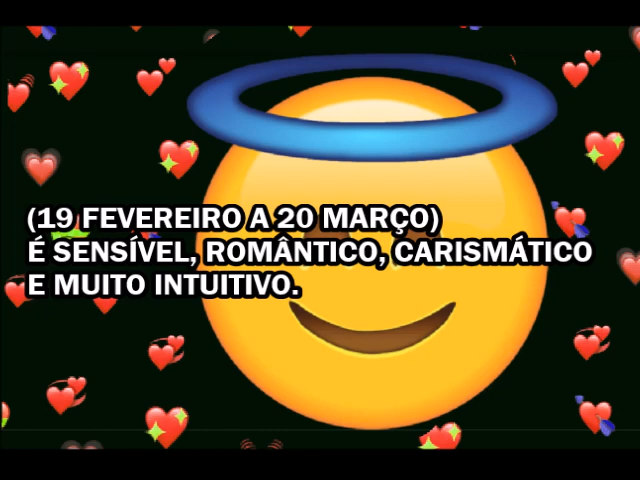 (19 FEVEREIRO A 20 MARÇO)
É SENSÍVEL, ROMÂNTICO, CARISMÁTICO
E MUITO INTUITIVO.